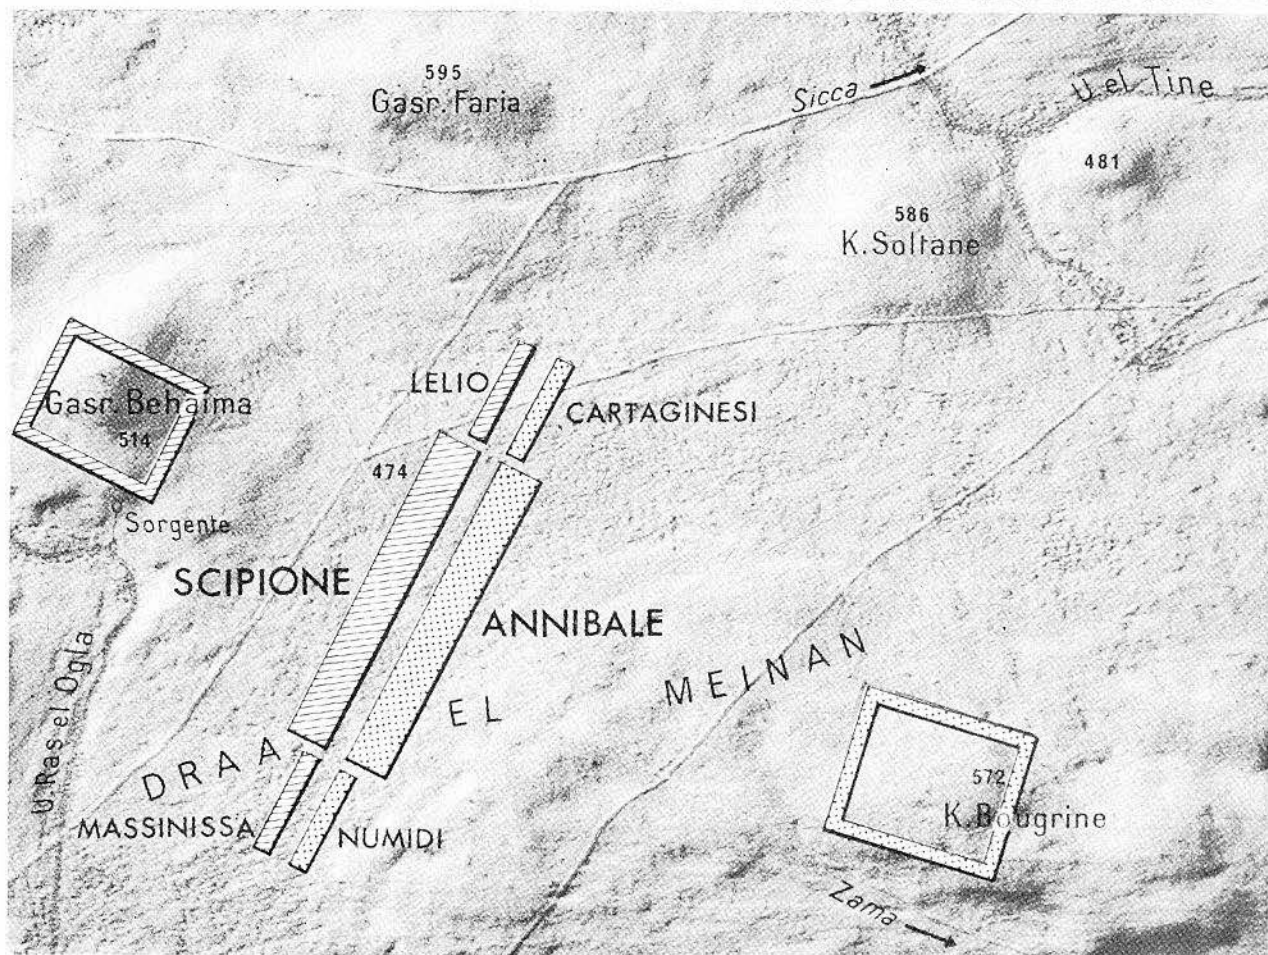 595
Gasr. Faria
Sicca
U. el Tine
481
586
K. Soltane
LELIO
CARTAGINESI
Gasr. Behaima
514
474
Sorgente
SCIPIONE
ANNIBALE
U. Ras el Ogla
DRAA EL MEINAN
MASSINISSA
NUMIDI
572
K. Bougrine
Zama